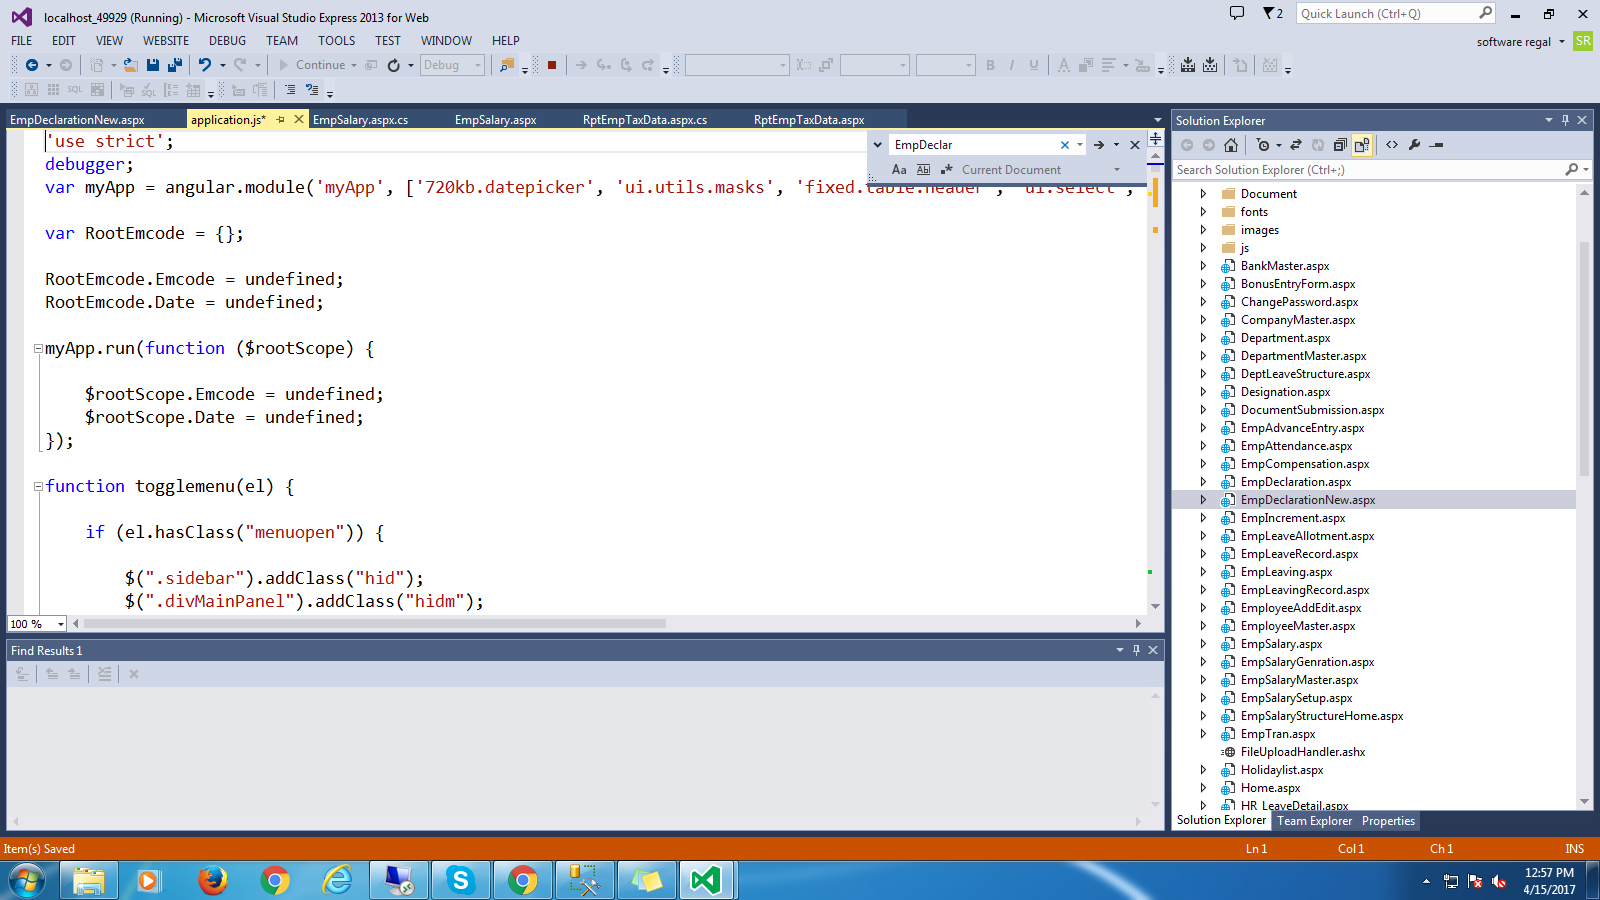 localhost_49929 (Running) - Microsoft Visual Studio Express 2013 for Web
2
Quick Launch (Ctrl+Q)
FILE EDIT VIEW WEBSITE DEBUG TEAM TOOLS TEST WINDOW HELP
software regal
SR
Continue
Debug
B I U A
SQL SQL
EmpDeclarationNew.aspx application.js* EmpSalary.aspx.cs EmpSalary.aspx RptEmpTaxData.aspx.cs RptEmpTaxData.aspx
EmpDeclar
Aa Ab .* Current Document
'use strict';
debugger;
var myApp = angular.module('myApp', ['720kb.datepicker', 'ui.utils.masks', 'fixed.table.header', 'ui.select',
var RootEmcode = {};
RootEmcode.Emcode = undefined;
RootEmcode.Date = undefined;
myApp.run(function ($rootScope) {
$rootScope.Emcode = undefined;
$rootScope.Date = undefined;
});
function togglemenu(el) {
if (el.hasClass("menuopen")) {
$(".sidebar").addClass("hid");
$(".divMainPanel").addClass("hidm");
100 %
Find Results 1
Solution Explorer
Search Solution Explorer (Ctrl+;)
Document
fonts
images
js
BankMaster.aspx
BonusEntryForm.aspx
ChangePassword.aspx
CompanyMaster.aspx
Department.aspx
DepartmentMaster.aspx
DeptLeaveStructure.aspx
Designation.aspx
DocumentSubmission.aspx
EmpAdvanceEntry.aspx
EmpAttendance.aspx
EmpCompensation.aspx
EmpDeclaration.aspx
EmpDeclarationNew.aspx
EmpIncrement.aspx
EmpLeaveAllotment.aspx
EmpLeaveRecord.aspx
EmpLeaving.aspx
EmpLeavingRecord.aspx
EmployeeAddEdit.aspx
EmployeeMaster.aspx
EmpSalary.aspx
EmpSalaryGenration.aspx
EmpSalaryMaster.aspx
EmpSalarySetup.aspx
EmpSalaryStructureHome.aspx
EmpTran.aspx
FileUploadHandler.ashx
Holidaylist.aspx
Home.aspx
HR_LeaveDetail.aspx
Solution Explorer Team Explorer Properties
Item(s) Saved
Ln 1 Col 1 Ch 1 INS
12:57 PM
4/15/2017